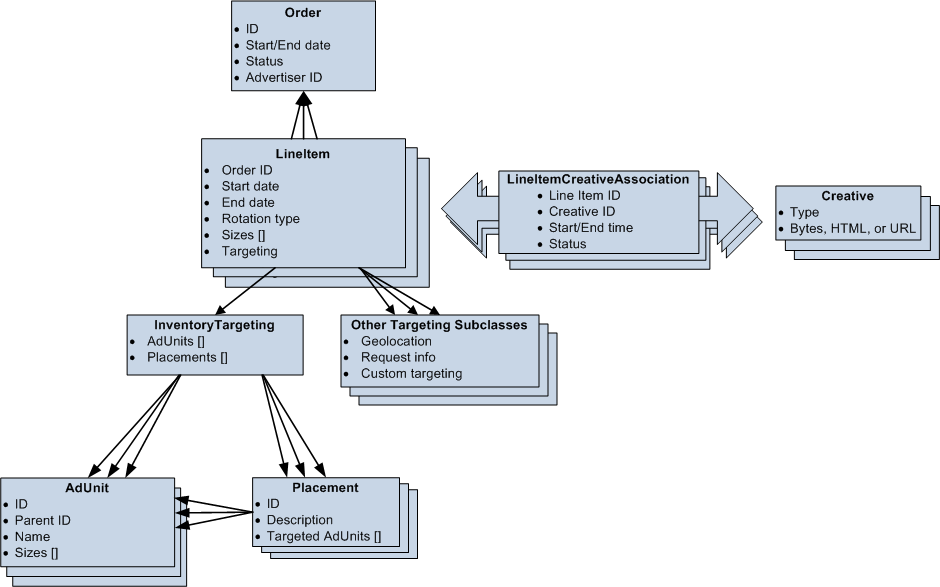 Order
• ID
• Start/End date
• Status
• Advertiser ID
LineItem
• Order ID
• Start date
• End date
• Rotation type
• Sizes []
• Targeting
LineItemCreativeAssociation
• Line Item ID
• Creative ID
• Start/End time
• Status
Creative
• Type
• Bytes, HTML, or URL
InventoryTargeting
• AdUnits []
• Placements []
Other Targeting Subclasses
• Geolocation
• Request info
• Custom targeting
AdUnit
• ID
• Parent ID
• Name
• Sizes []
Placement
• ID
• Description
• Targeted AdUnits []